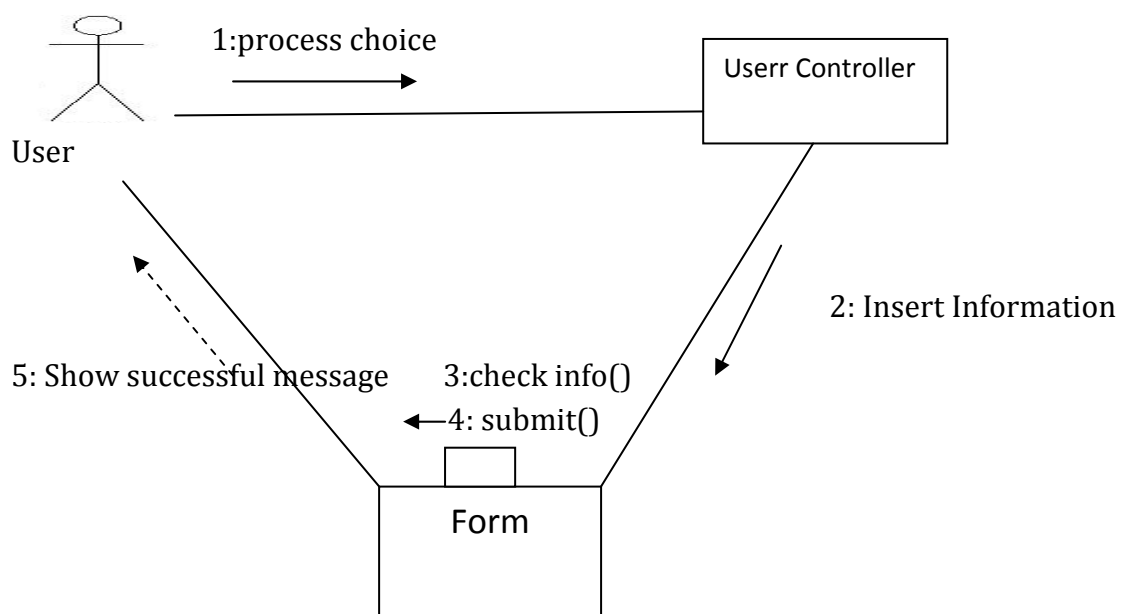 1:process choice
Userr Controller
User
2: Insert Information
5: Show successful message
3:check info()
4: submit()
Form